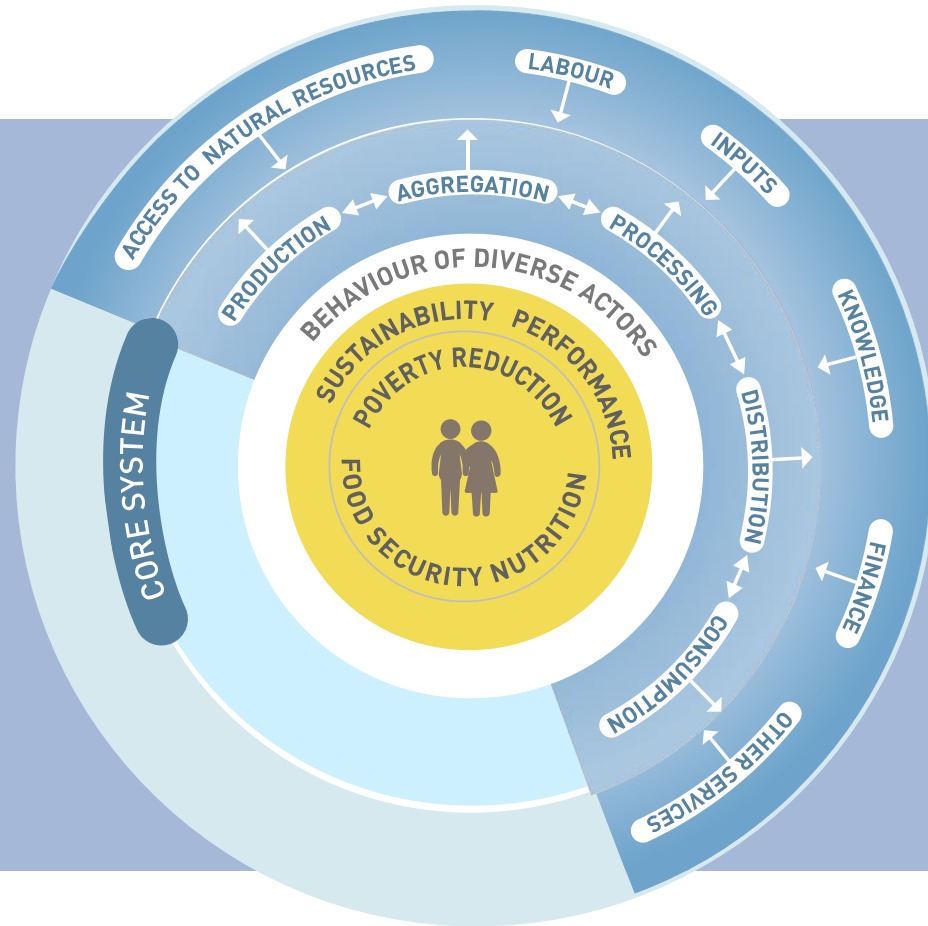 ACCESS TO NATURAL RESOURCES
LABOUR
INPUTS
KNOWLEDGE
FINANCE
OTHER SERVICES
PRODUCTION
AGGREGATION
PROCESSING
DISTRIBUTION
CONSUMPTION
CORE SYSTEM
BEHAVIOUR OF DIVERSE ACTORS
SUSTAINABILITY PERFORMANCE
POVERTY REDUCTION
FOOD SECURITY NUTRITION